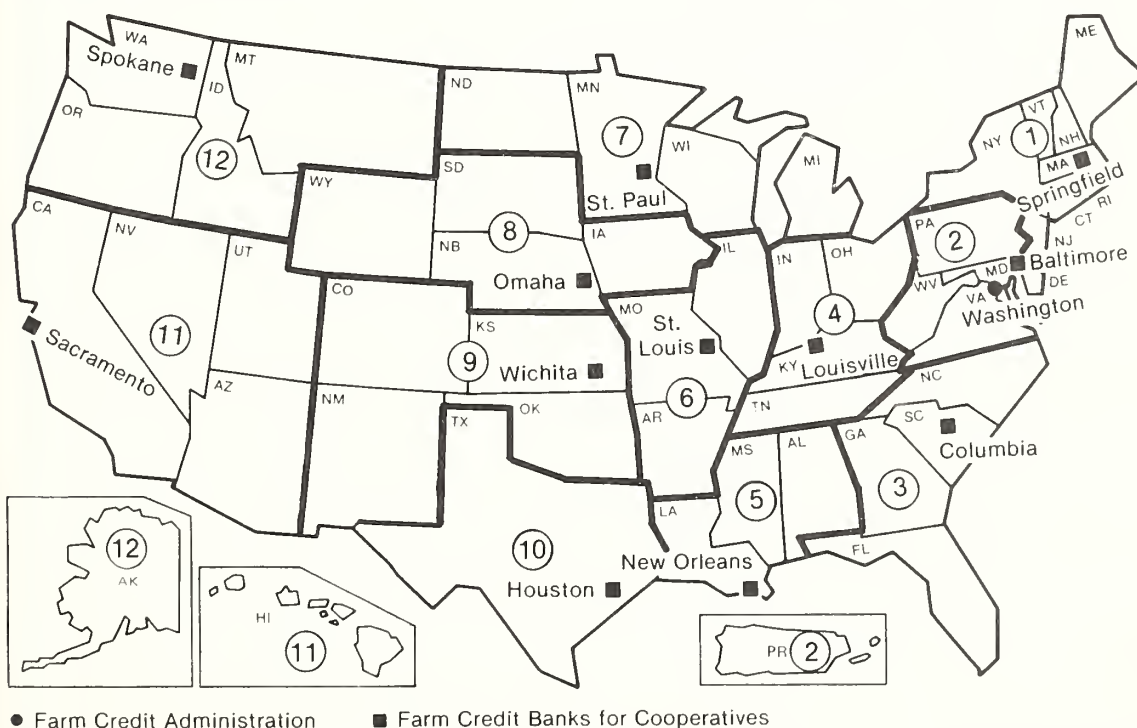 WA
Spokane
MT
ID
OR
12
ND
MN
7
St. Paul
WI
MI
ME
VT
NY
1
NH
MA
Springfield
RI
CT
WY
SD
8
NB
Omaha
IA
IL
IN
OH
PA
2
NJ
MD
Baltimore
WV
DE
VA
Washington
CA
NV
UT
CO
11
Sacramento
KS
9
Wichita
MO
St.
Louis
4
KY
Louisville
6
AZ
NM
TX
OK
AR
TN
NC
SC
Columbia
MS
AL
GA
5
3
LA
FL
10
New Orleans
Houston
12
AK
HI
11
PR
2
Farm Credit Administration
Farm Credit Banks for Cooperatives